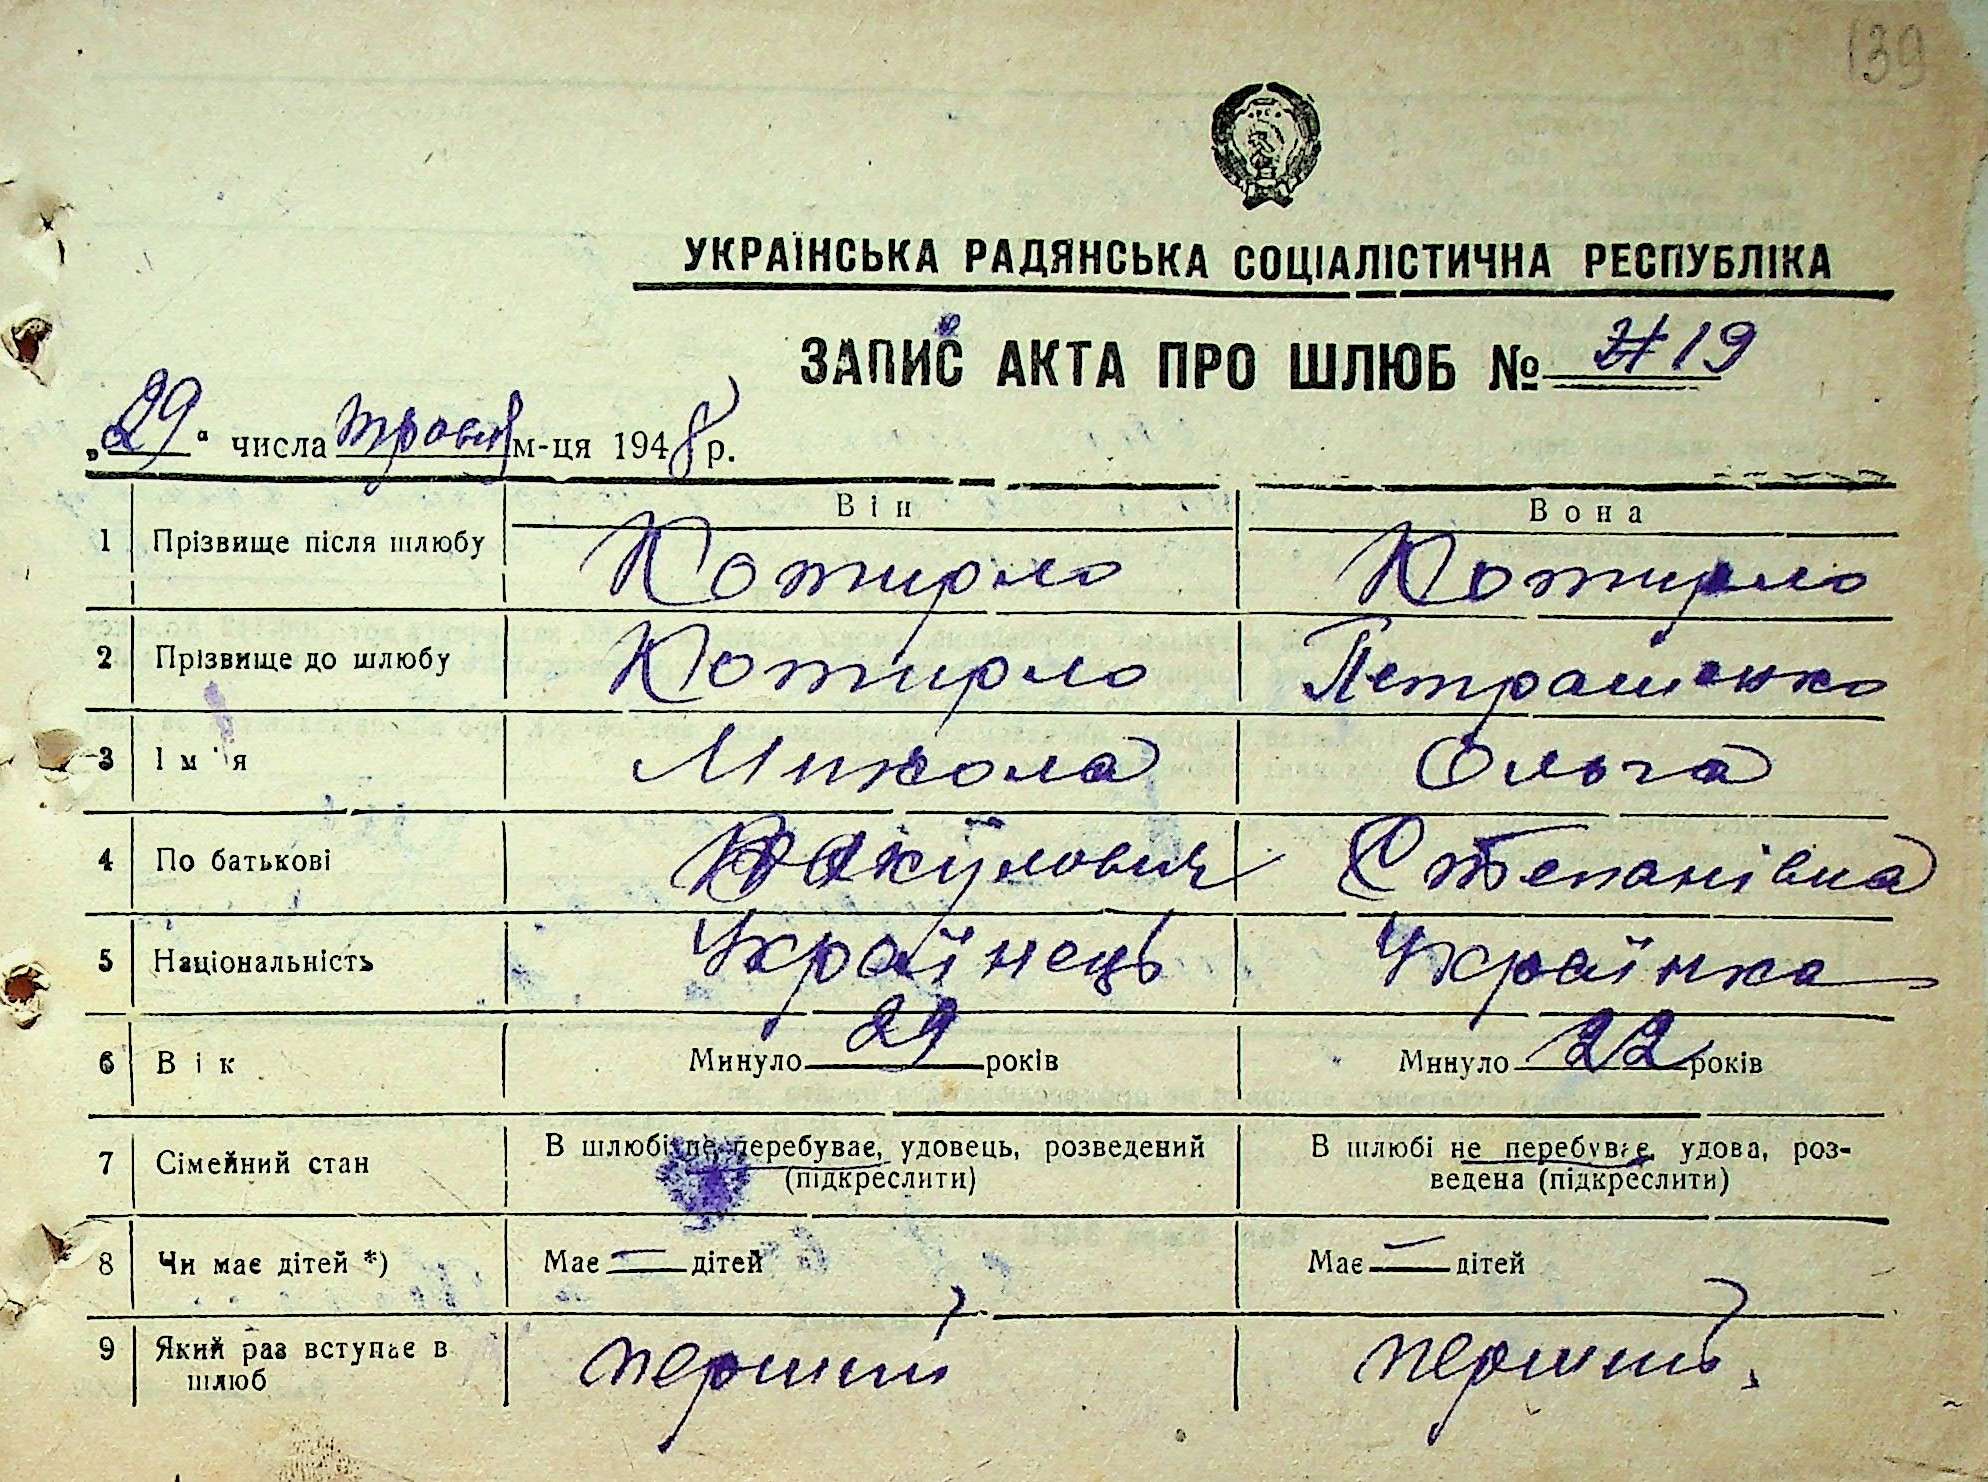 139
УКРАЇНСЬКА РАДЯНСЬКА СОЦІАЛІСТИЧНА РЕСПУБЛІКА
ЗАПИС АКТА ПРО ШЛЮБ № 19
„29“ числа травня м-ця 1948 р.
Він Вона
1 Прізвище після шлюбу Котирло Котирло
2 Прізвище до шлюбу Котирло Петрашенко
3 Ім'я Микола Ольга
4 По батькові Вакулович Степанівна
5 Національність Українець Українка
6 Вік Минуло 29 років Минуло 22 років
7 Сімейний стан В шлюбі не перебуває, удовець, розведений В шлюбі не перебуває, удова, роз-
(підкреслити) ведена (підкреслити)
8 Чи має дітей *) Має — дітей Має — дітей
9 Який раз вступає в перший перший
шлюб